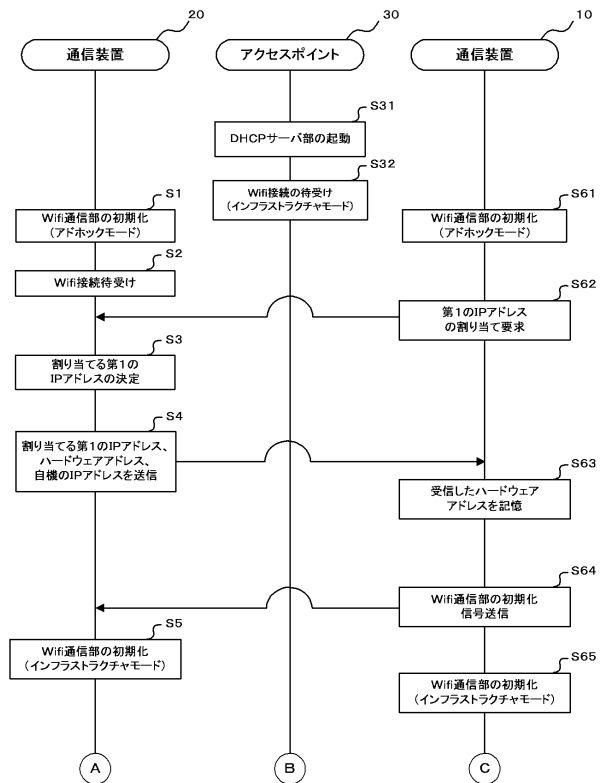 20
30
10
通信装置
アクセスポイント
通信装置
S31
DHCPサーバ部の起動
S32
Wifi接続の待受け
(インフラストラクチャモード)
S1
Wifi通信部の初期化
(アドホックモード)
S61
Wifi通信部の初期化
(アドホックモード)
S2
Wifi接続待受け
S62
第1のIPアドレス
の割り当て要求
S3
割り当てる第1の
IPアドレスの決定
S4
割り当てる第1のIPアドレス、
ハードウェアアドレス、
自機のIPアドレスを送信
S63
受信したハードウェア
アドレスを記憶
S64
Wifi通信部の初期化
信号送信
S5
Wifi通信部の初期化
(インフラストラクチャモード)
S65
Wifi通信部の初期化
(インフラストラクチャモード)
A
B
C